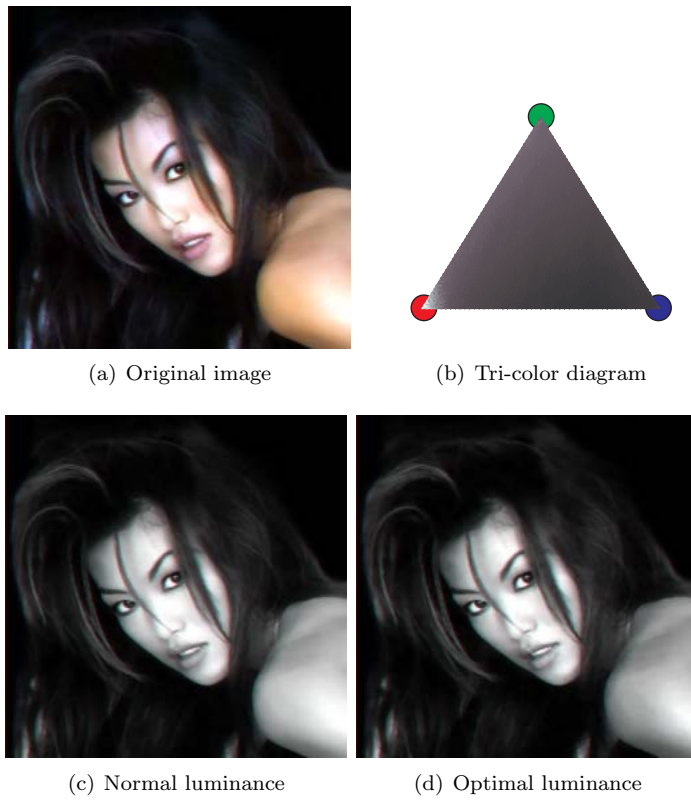 (a) Original image
(b) Tri-color diagram
(c) Normal luminance
(d) Optimal luminance